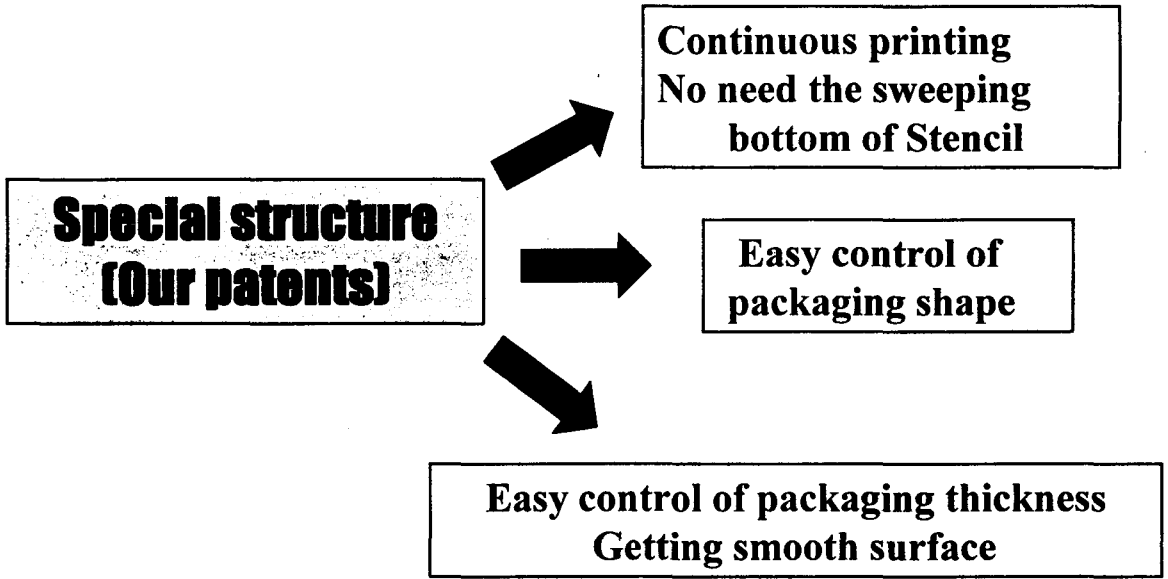 Continuous printing
No need the sweeping
bottom of Stencil
Special structure
(Our patents)
Easy control of
packaging shape
Easy control of packaging thickness
Getting smooth surface